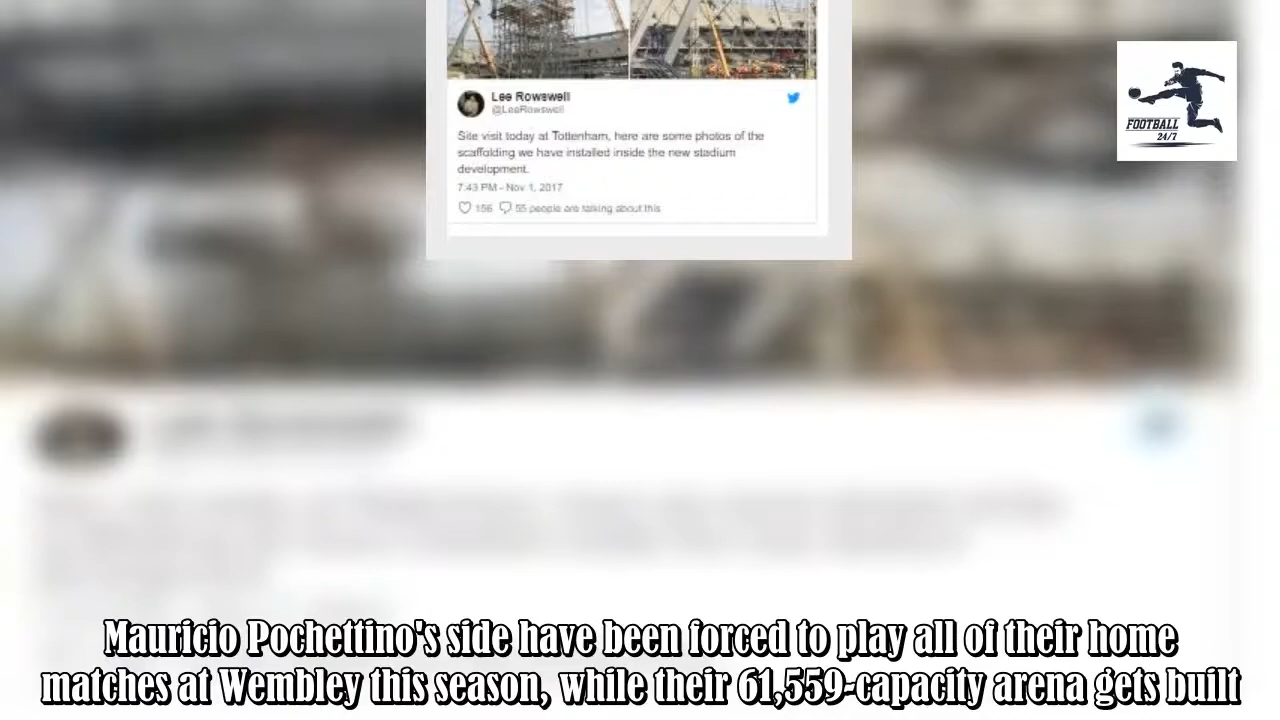 Lee Rowswell
@LeeRowswell
Site visit today at Tottenham, here are some photos of the
scaffolding we have installed inside the new stadium
development.
7:43 PM - Nov 1, 2017
156 55 people are talking about this
FOOTBALL
24/7
Mauricio Pochettino's side have been forced to play all of their home
matches at Wembley this season, while their 61,559-capacity arena gets built